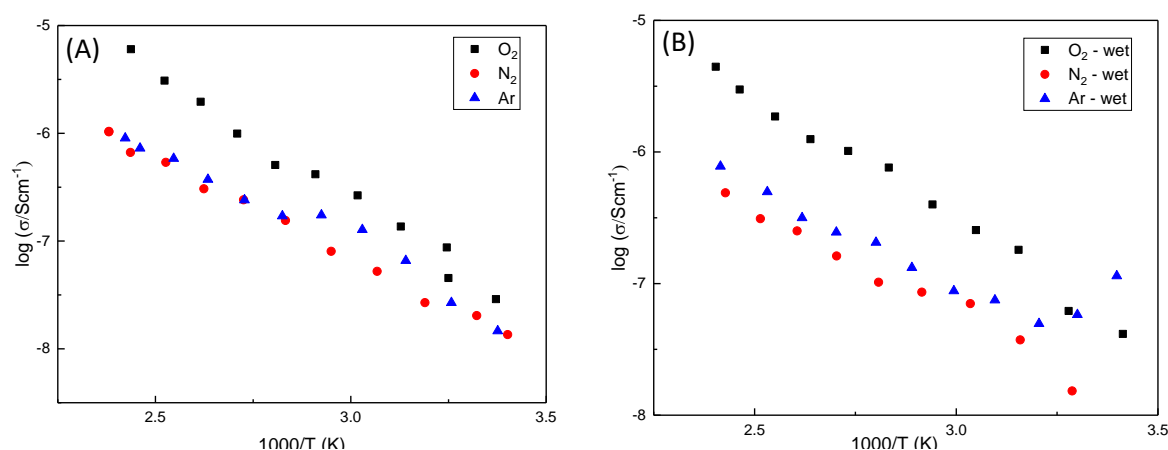 (A)
O₂
N₂
Ar
-5
-6
-7
-8
log (σ/Scm⁻¹)
2.5 3.0 3.5
1000/T (K)
(B)
O₂ - wet
N₂ - wet
Ar - wet
-5
-6
-7
-8
log (σ/Scm⁻¹)
2.5 3.0 3.5
1000/T (K)